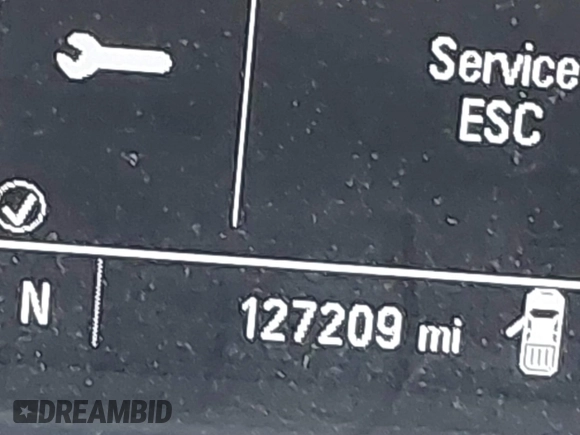 Service
ESC
N
127209 mi
DREAMBID